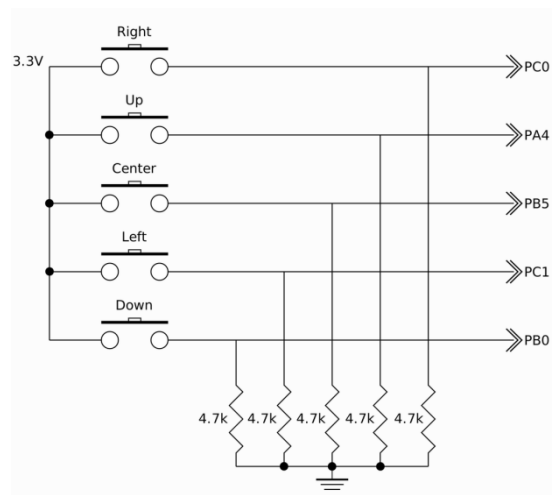 Right
3.3V
PC0
Up
PA4
Center
PB5
Left
PC1
Down
PB0
4.7k 4.7k 4.7k 4.7k 4.7k